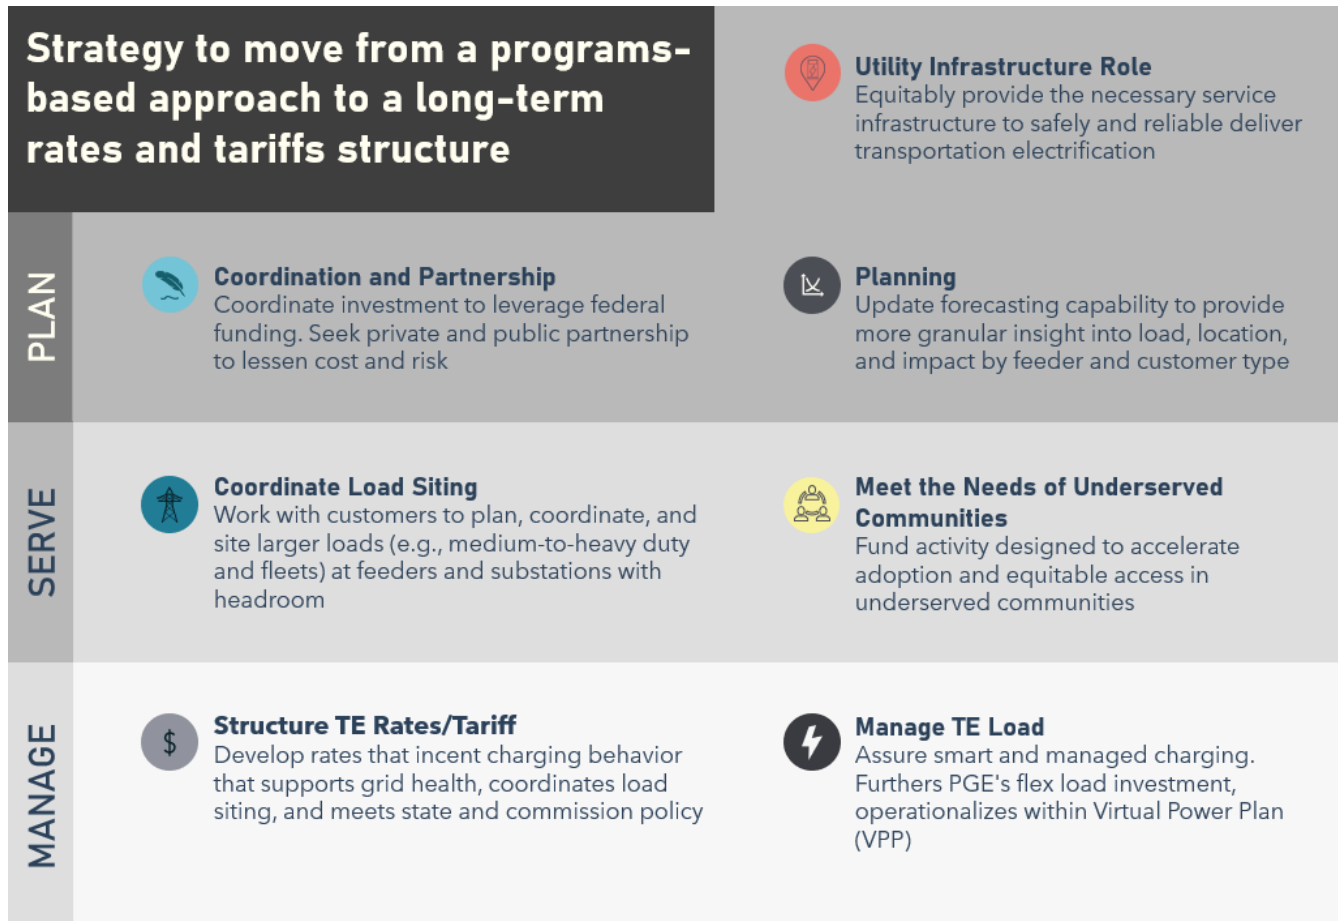 Strategy to move from a programs-
based approach to a long-term
rates and tariffs structure
Utility Infrastructure Role
Equitably provide the necessary service
infrastructure to safely and reliable deliver
transportation electrification
PLAN
Coordination and Partnership
Coordinate investment to leverage federal
funding. Seek private and public partnership
to lessen cost and risk
Planning
Update forecasting capability to provide
more granular insight into load, location,
and impact by feeder and customer type
SERVE
Coordinate Load Siting
Work with customers to plan, coordinate, and
site larger loads (e.g., medium-to-heavy duty
and fleets) at feeders and substations with
headroom
Meet the Needs of Underserved
Communities
Fund activity designed to accelerate
adoption and equitable access in
underserved communities
MANAGE
$
Structure TE Rates/Tariff
Develop rates that incent charging behavior
that supports grid health, coordinates load
siting, and meets state and commission policy
Manage TE Load
Assure smart and managed charging.
Furthers PGE's flex load investment,
operationalizes within Virtual Power Plan
(VPP)